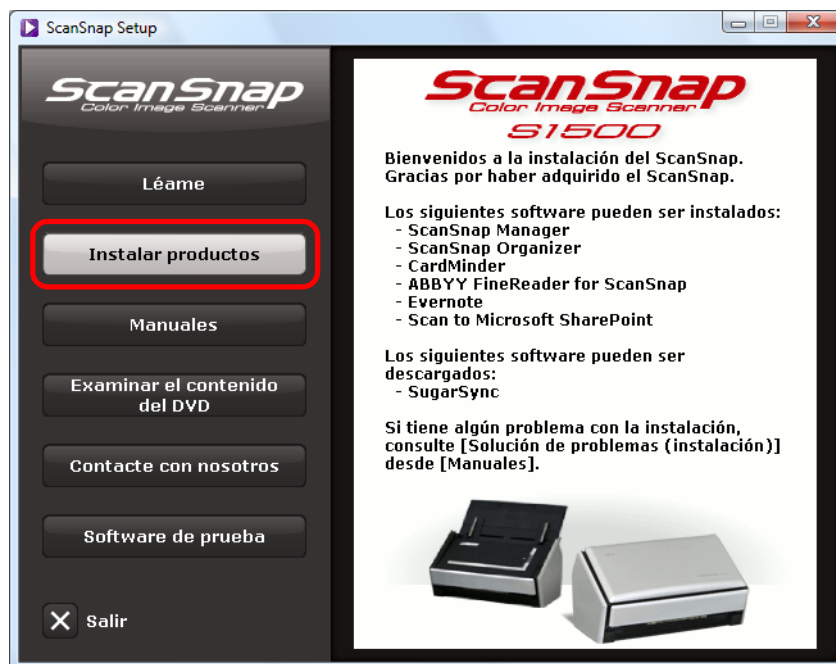 ScanSnap Setup
ScanSnap
Color Image Scanner
Léame
Instalar productos
Manuales
Examinar el contenido
del DVD
Contacte con nosotros
Software de prueba
Salir
ScanSnap
Color Image Scanner
S1500
Bienvenidos a la instalación del ScanSnap.
Gracias por haber adquirido el ScanSnap.
Los siguientes software pueden ser instalados:
- ScanSnap Manager
- ScanSnap Organizer
- CardMinder
- ABBYY FineReader for ScanSnap
- Evernote
- Scan to Microsoft SharePoint
Los siguientes software pueden ser
descargados:
- SugarSync
Si tiene algún problema con la instalación,
consulte [Solución de problemas (instalación)]
desde [Manuales].